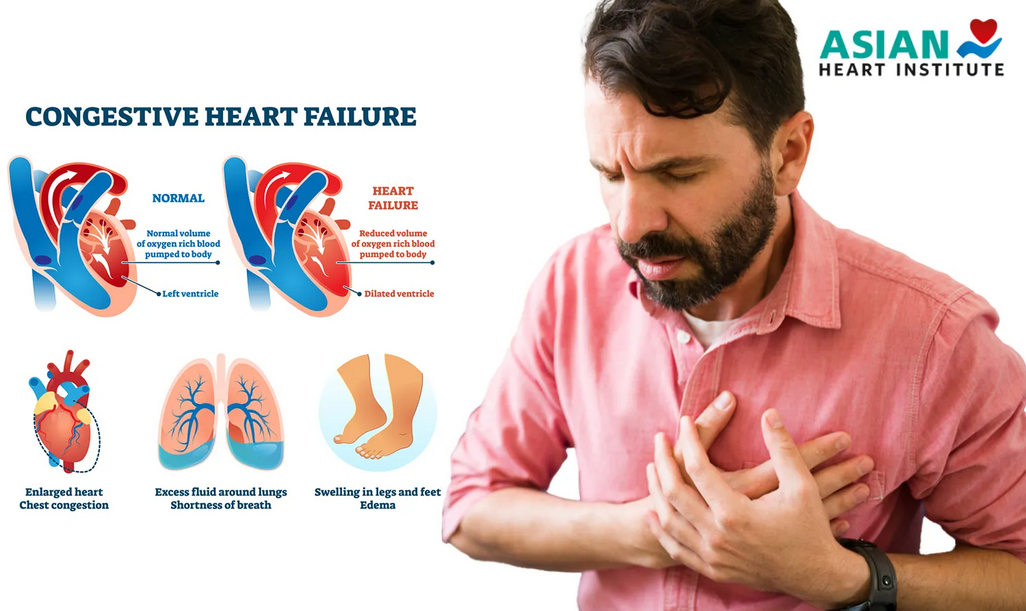 ASIAN
HEART INSTITUTE
CONGESTIVE HEART FAILURE
NORMAL
Normal volume
of oxygen rich blood
pumped to body
Left ventricle
HEART
FAILURE
Reduced volume
of oxygen rich blood
pumped to body
Dilated ventricle
Enlarged heart
Chest congestion
Excess fluid around lungs
Shortness of breath
Swelling in legs and feet
Edema